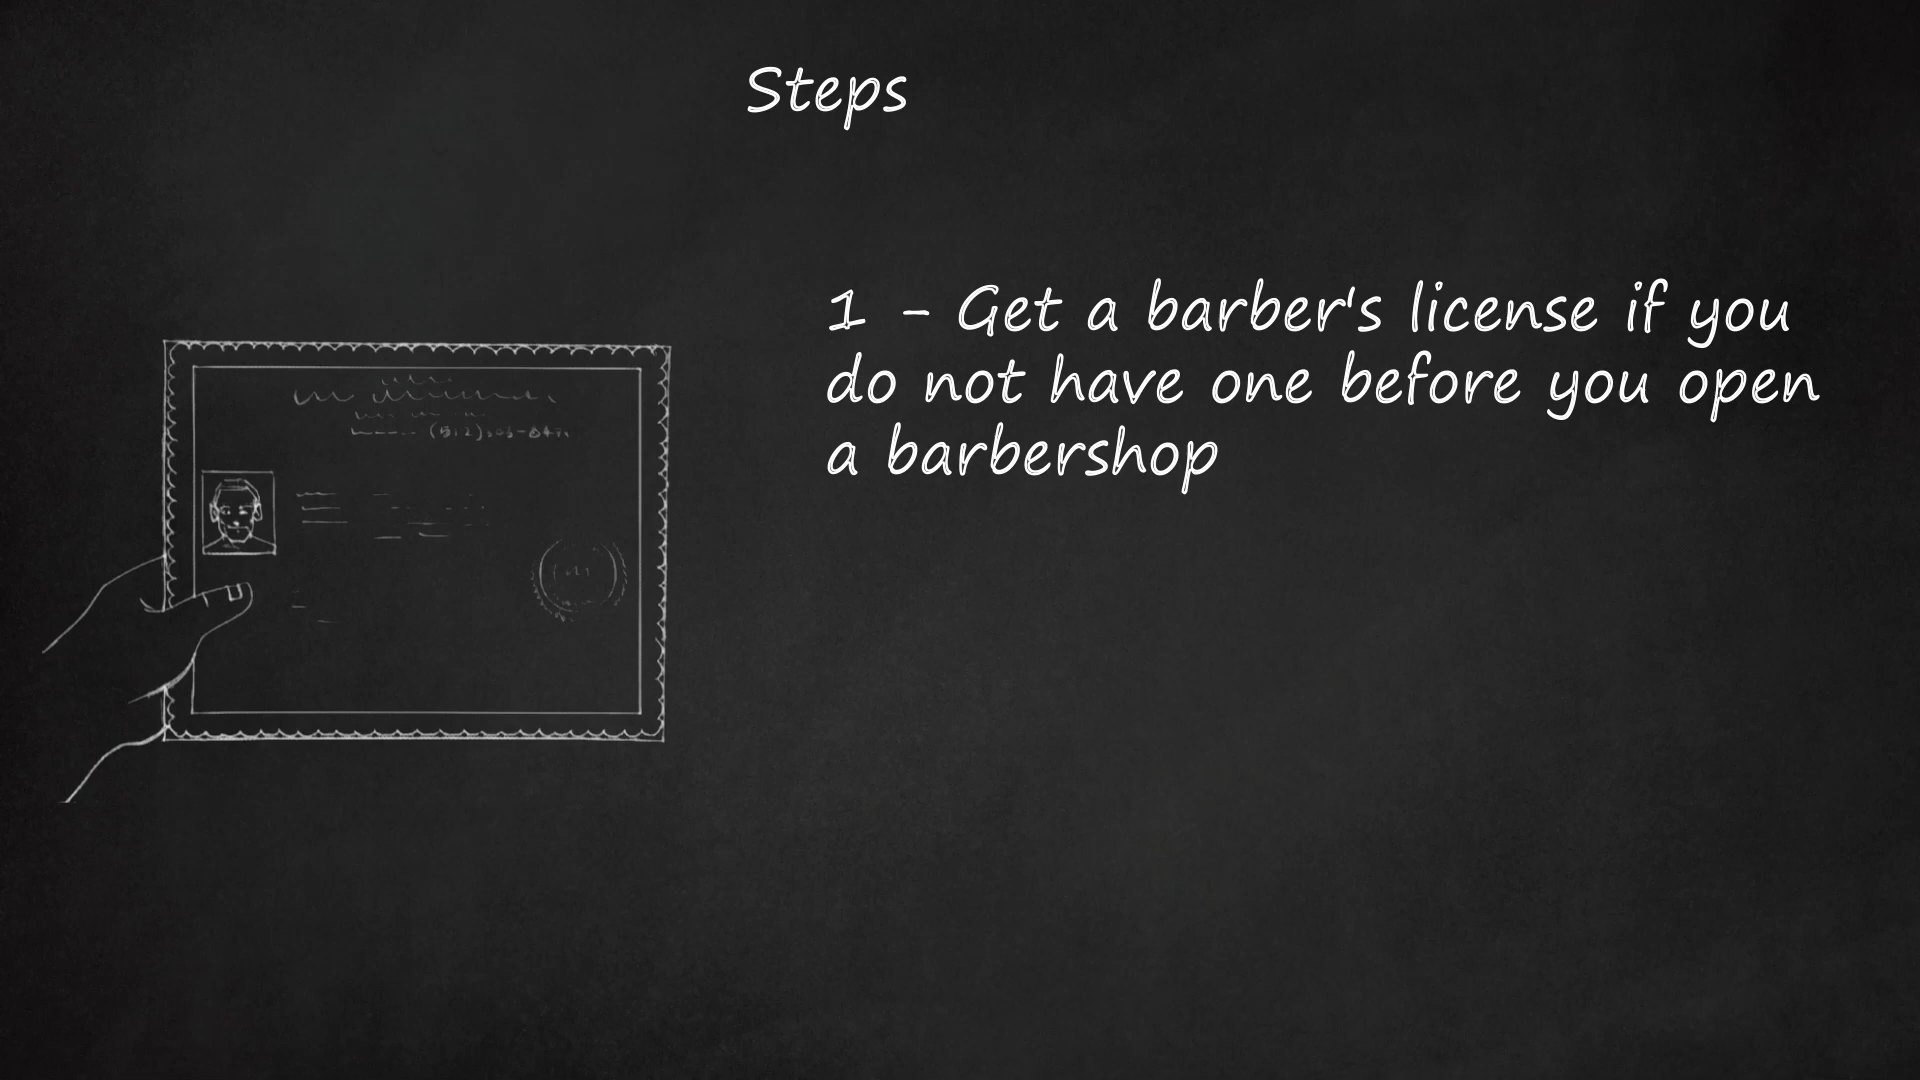 Steps
1 - Get a barber's license if you
do not have one before you open
a barbershop